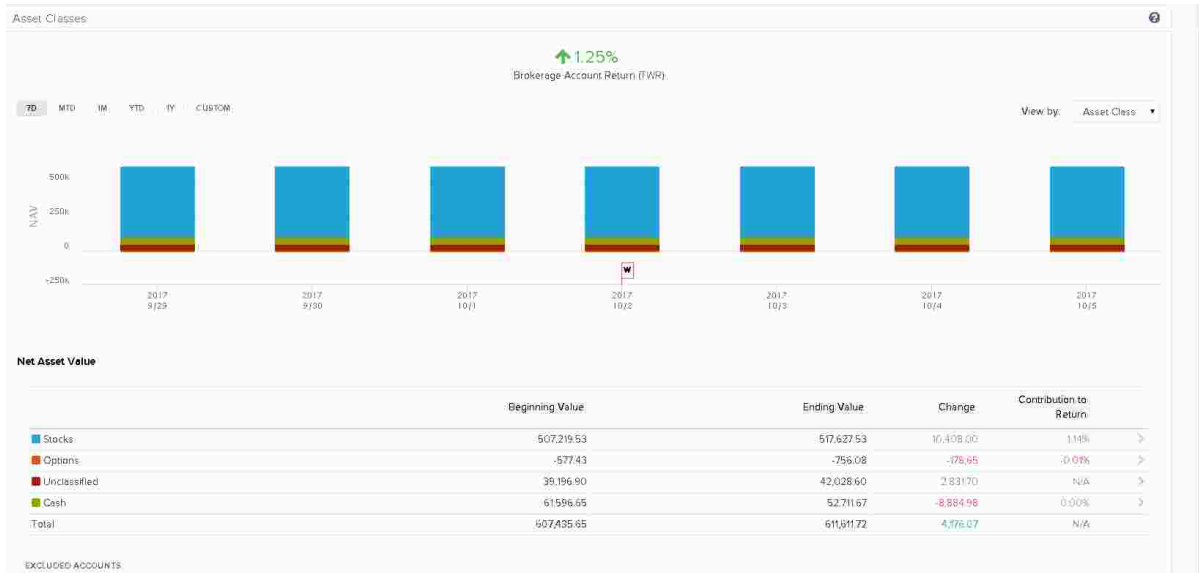 Asset Classes
1.25%
Brokerage Account Return (TWR)
7D MTD 1M YTD 1Y CUSTOM
View by: Asset Class
500k
250k
0
-250k
NAV
W
2017 2017 2017 2017 2017 2017 2017
9/29 9/30 10/1 10/2 10/3 10/4 10/5
Net Asset Value
Beginning Value Ending Value Change Contribution to Return
Stocks 507,219.53 517,627.53 10,408.00 1.14%
Options -577.43 -756.08 -178.65 -0.01%
Unclassified 39,196.90 42,028.60 2,831.70 N/A
Cash 61,596.65 52,711.67 -8,884.98 0.00%
Total 607,435.65 611,611.72 4,176.07 N/A
EXCLUDED ACCOUNTS